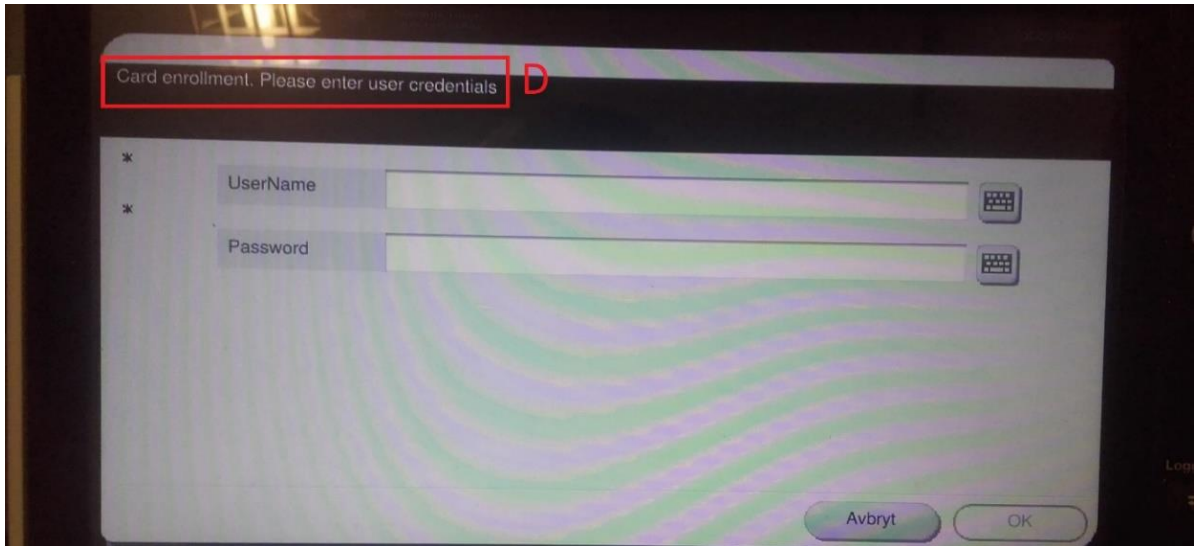 Card enrollment. Please enter user credentials
D
*
UserName
*
Password
Avbryt
OK